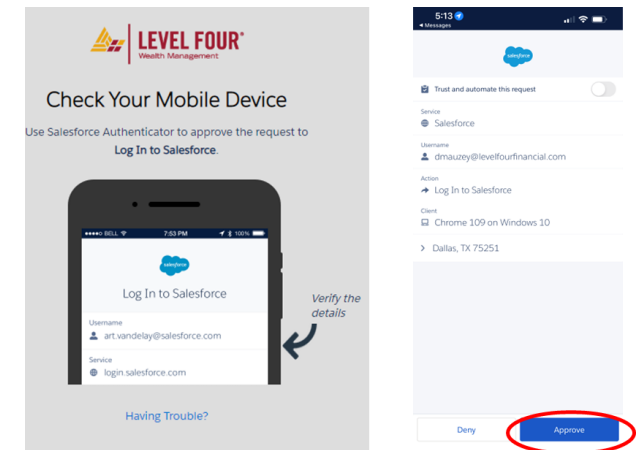 LEVEL FOUR®
Wealth Management
Check Your Mobile Device
Use Salesforce Authenticator to approve the request to
Log In to Salesforce.
BELL
7:53 PM
100%
salesforce
Log In to Salesforce
Username
art.vandelay@salesforce.com
Service
login.salesforce.com
Verify the
details
Having Trouble?
5:13
Messages
salesforce
Trust and automate this request
Service
Salesforce
Username
dmauzey@levelfourfinancial.com
Action
Log In to Salesforce
Client
Chrome 109 on Windows 10
Dallas, TX 75251
Deny
Approve